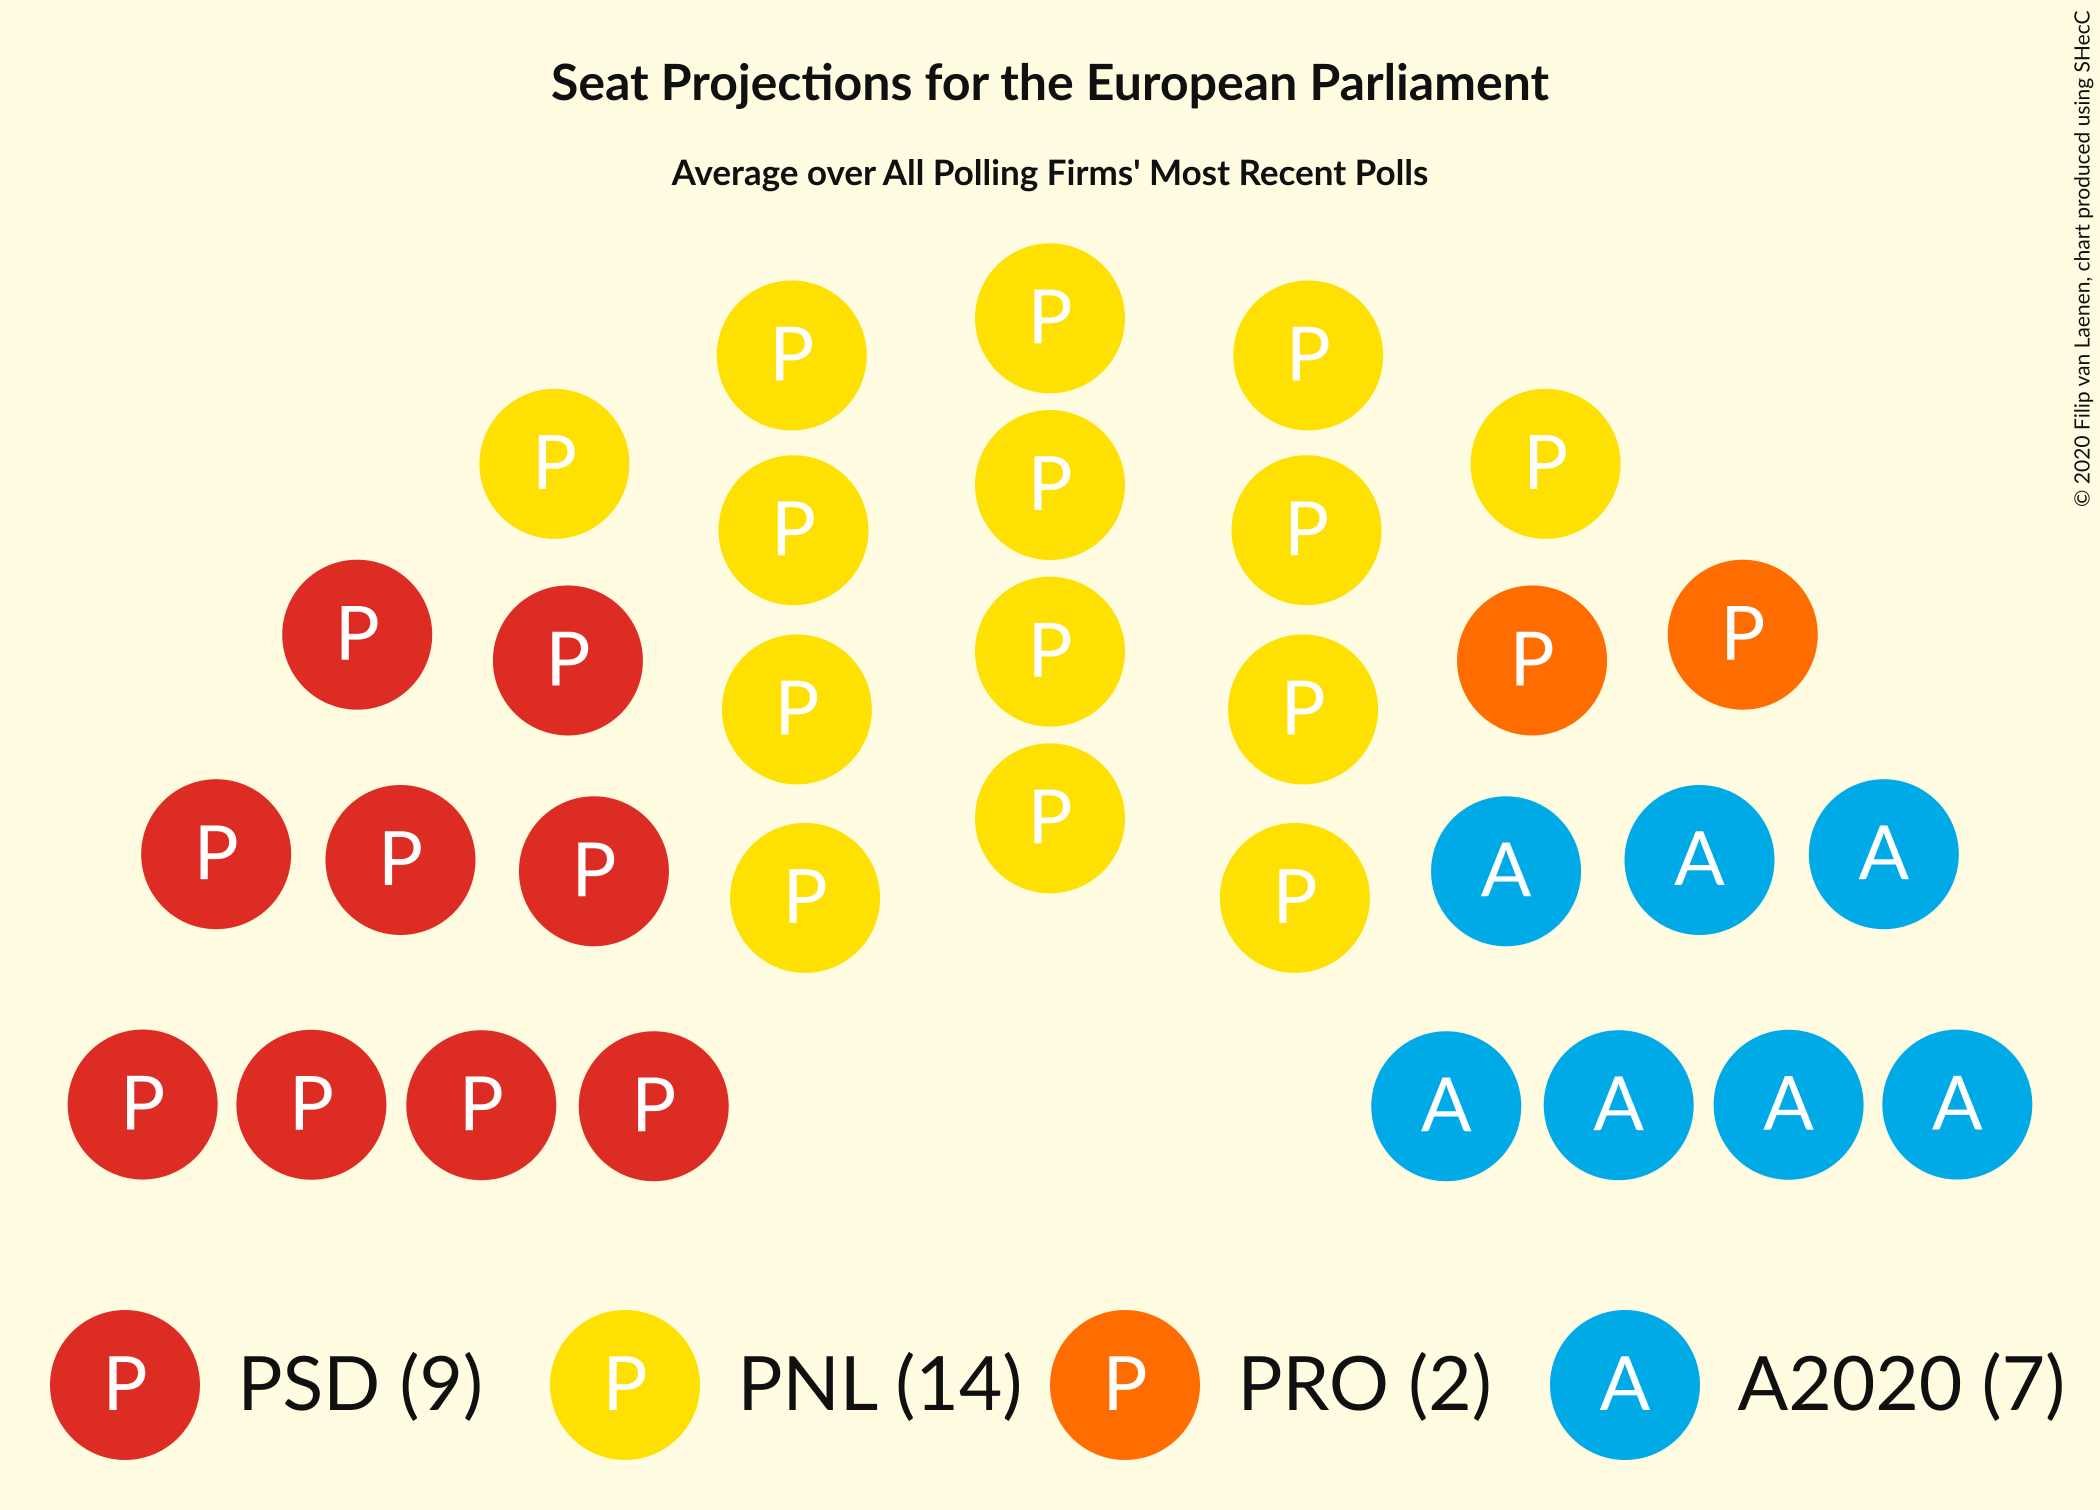 Seat Projections for the European Parliament
Average over All Polling Firms' Most Recent Polls
© 2020 Filip van Laenen, chart produced using SHecC
P
P P
P P
P
P P
P P
P P
P P
P P
P P
P
P P
A A A
P P P
P P
P P P P
A A A A
P PSD (9) P PNL (14) P PRO (2) A A2020 (7)